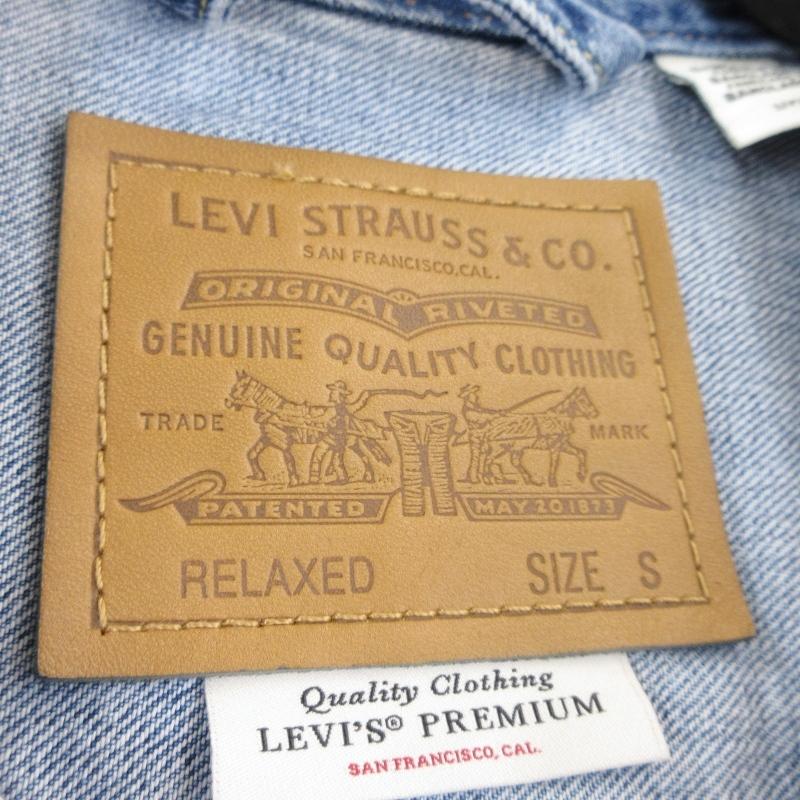 LEVI STRAUSS & CO.
SAN FRANCISCO, CAL.
ORIGINAL RIVETED
GENUINE QUALITY CLOTHING
TRADE MARK
PATENTED MAY 20 1873
RELAXED SIZE S
Quality Clothing
LEVI'S® PREMIUM
SAN FRANCISCO, CAL.